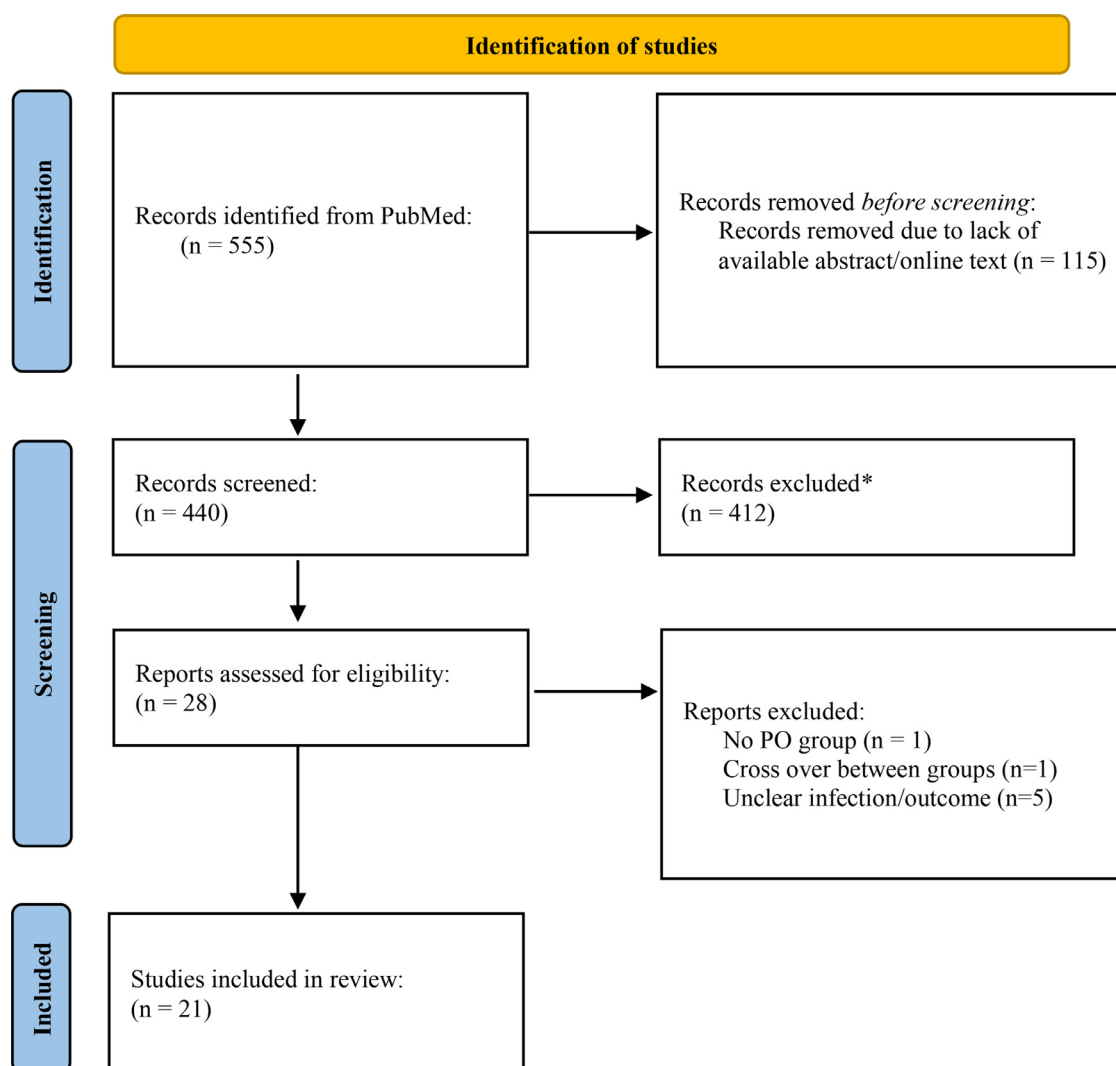 Identification of studies
Identification
Records identified from PubMed:
(n = 555)
Records removed before screening:
Records removed due to lack of
available abstract/online text (n = 115)
Screening
Records screened:
(n = 440)
Records excluded*
(n = 412)
Reports assessed for eligibility:
(n = 28)
Reports excluded:
No PO group (n = 1)
Cross over between groups (n=1)
Unclear infection/outcome (n=5)
Included
Studies included in review:
(n = 21)